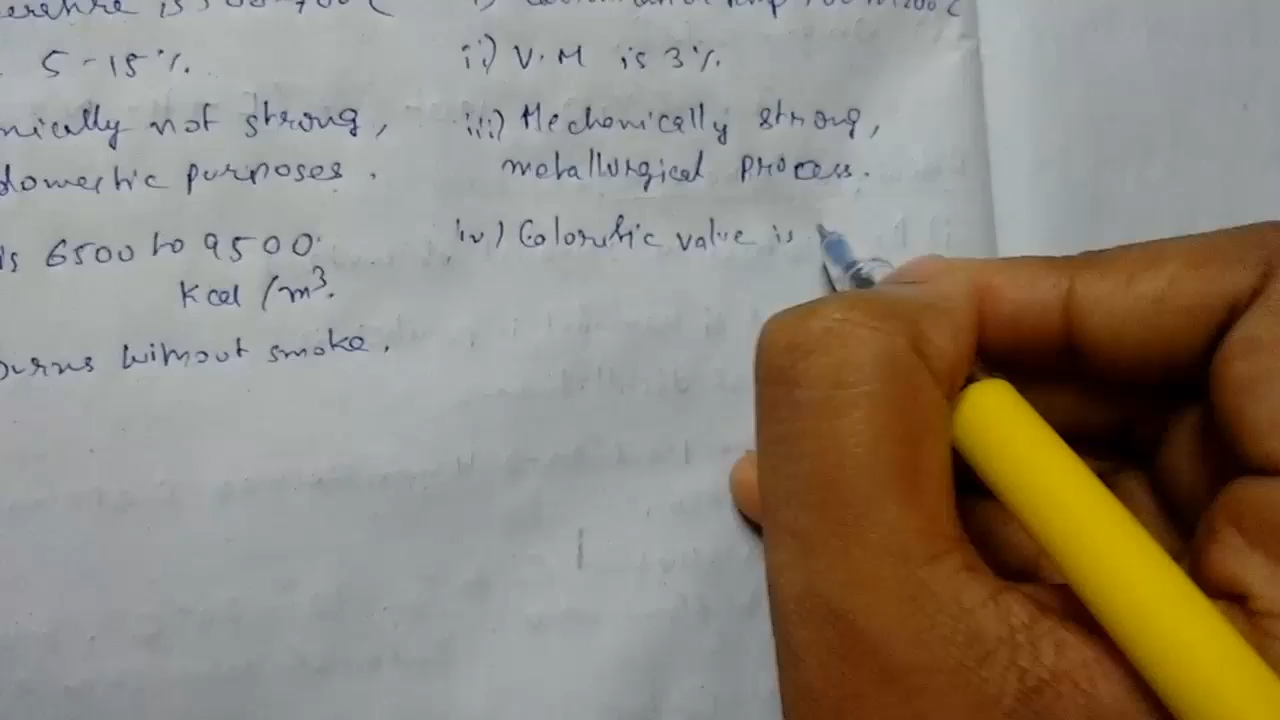 5-15%.
nically not strong,
domestic purposes.
is 6500 to 9500
Kcal/m³.
burns without smoke.
ii) V.M is 3%.
iii) Mechanically strong,
metallurgical process.
iv) Calorific value is